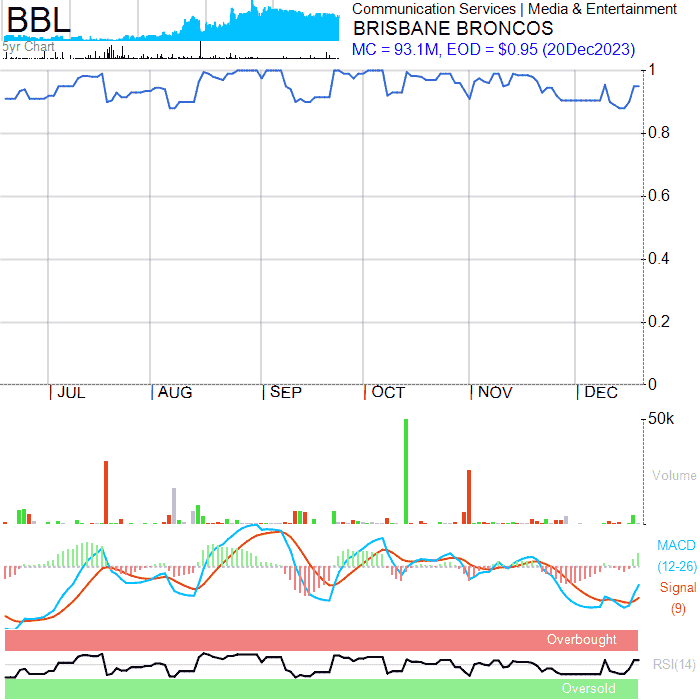 BBL
5yr Chart
Communication Services | Media & Entertainment
BRISBANE BRONCOS
MC = 93.1M, EOD = $0.95 (20Dec2023)
1
0.8
0.6
0.4
0.2
0
JUL AUG SEP OCT NOV DEC
50k
Volume
MACD
(12-26)
Signal
(9)
Overbought
RSI(14)
Oversold